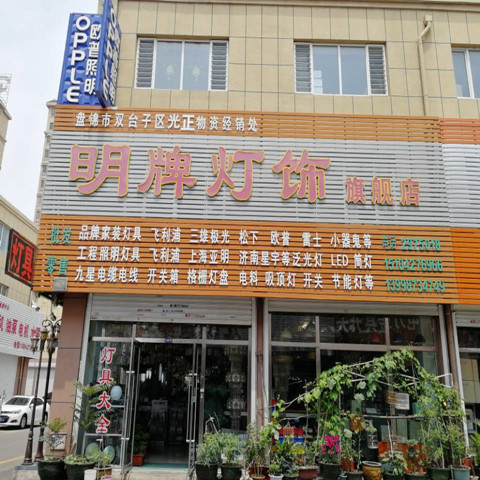 OPPLE
欧普照明
盘锦市双台子区光正物资经销处
明牌灯饰 旗舰店
批发 品牌家装灯具 飞利浦 三雄极光 松下 欧普 富士 小器鬼等
工程照明灯具 飞利浦 上海亚明 济南星宇等泛光灯 LED 筒灯
零售 九星电缆电线 开关箱 格栅灯盘 电料 吸顶灯 开关 节能灯等
灯具
灯具大全